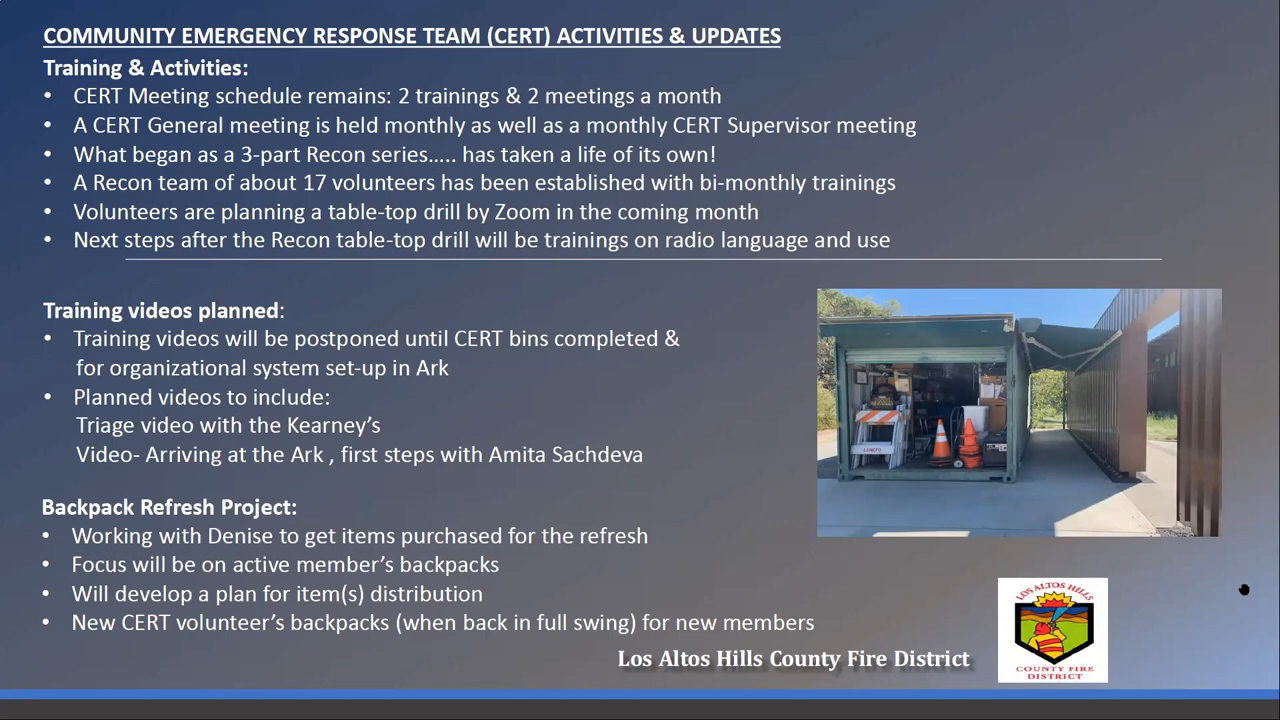 COMMUNITY EMERGENCY RESPONSE TEAM (CERT) ACTIVITIES & UPDATES
Training & Activities:
• CERT Meeting schedule remains: 2 trainings & 2 meetings a month
• A CERT General meeting is held monthly as well as a monthly CERT Supervisor meeting
• What began as a 3-part Recon series….. has taken a life of its own!
• A Recon team of about 17 volunteers has been established with bi-monthly trainings
• Volunteers are planning a table-top drill by Zoom in the coming month
• Next steps after the Recon table-top drill will be trainings on radio language and use
Training videos planned:
• Training videos will be postponed until CERT bins completed &
for organizational system set-up in Ark
• Planned videos to include:
Triage video with the Kearney's
Video- Arriving at the Ark , first steps with Amita Sachdeva
Backpack Refresh Project:
• Working with Denise to get items purchased for the refresh
• Focus will be on active member's backpacks
• Will develop a plan for item(s) distribution
• New CERT volunteer's backpacks (when back in full swing) for new members
Los Altos Hills County Fire District
LOS ALTOS HILLS
COUNTY FIRE
DISTRICT